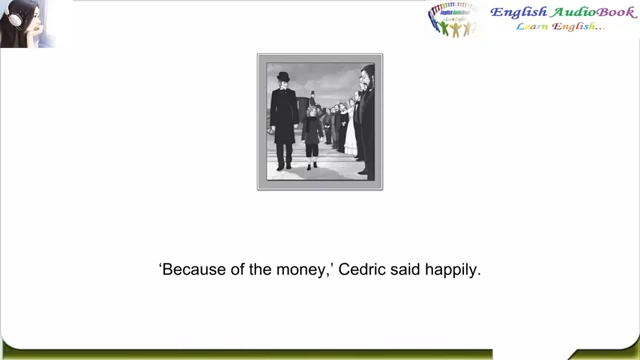 English AudioBook
Learn English...
‘Because of the money,’ Cedric said happily.